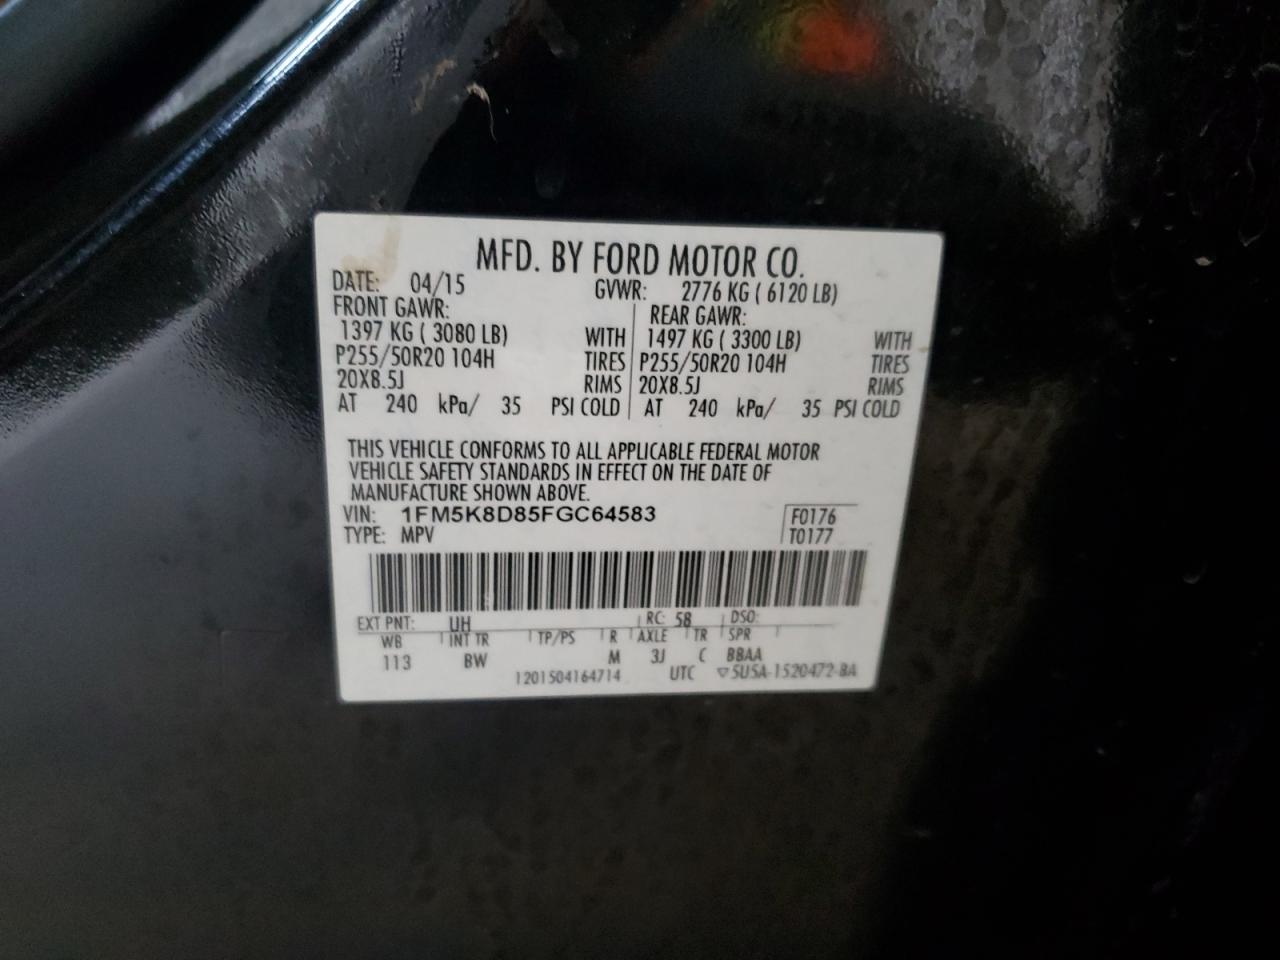 MFD. BY FORD MOTOR CO.
DATE: 04/15 GVWR: 2776 KG ( 6120 LB)
FRONT GAWR: REAR GAWR:
1397 KG ( 3080 LB) WITH 1497 KG ( 3300 LB) WITH
P255/50R20 104H TIRES P255/50R20 104H TIRES
20X8.5J RIMS 20X8.5J RIMS
AT 240 kPa/ 35 PSI COLD AT 240 kPa/ 35 PSI COLD
THIS VEHICLE CONFORMS TO ALL APPLICABLE FEDERAL MOTOR
VEHICLE SAFETY STANDARDS IN EFFECT ON THE DATE OF
MANUFACTURE SHOWN ABOVE.
VIN: 1FM5K8D85FGC64583 F0176
TYPE: MPV T0177
EXT PNT: UH RC: 58 DSO:
WB INT TR TP/PS R AXLE TR SPR
113 BW M 3J C BBAA
1201504164714 UTC ▽5USA-1520472-BA